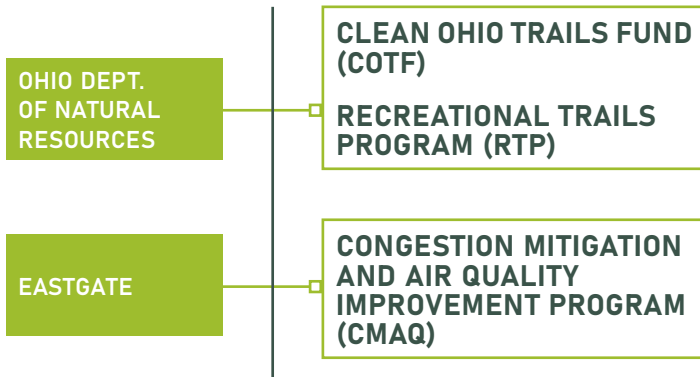 OHIO DEPT.
OF NATURAL
RESOURCES
CLEAN OHIO TRAILS FUND
(COTF)
RECREATIONAL TRAILS
PROGRAM (RTP)
EASTGATE
CONGESTION MITIGATION
AND AIR QUALITY
IMPROVEMENT PROGRAM
(CMAQ)